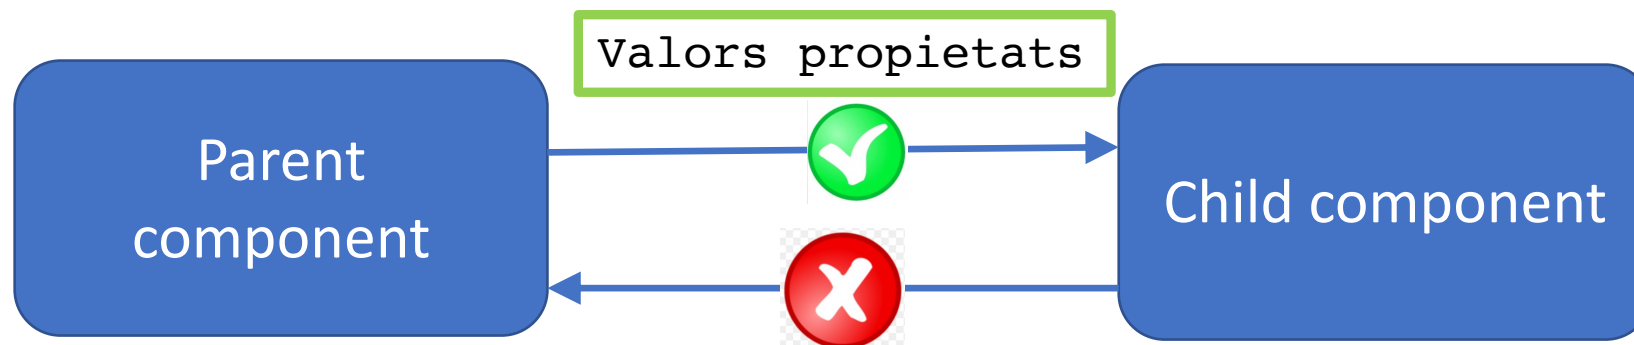 Valors propietats
Parent
component
Child component